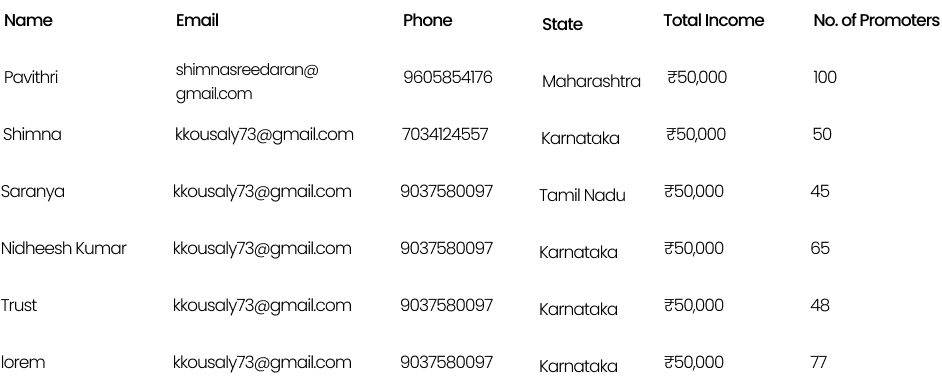 Name Email Phone State Total Income No. of Promoters
Pavithri shimnasreedaran@ 9605854176 Maharashtra ₹50,000 100
gmail.com
Shimna kkousaly73@gmail.com 7034124557 Karnataka ₹50,000 50
Saranya kkousaly73@gmail.com 9037580097 Tamil Nadu ₹50,000 45
Nidheesh Kumar kkousaly73@gmail.com 9037580097 Karnataka ₹50,000 65
Trust kkousaly73@gmail.com 9037580097 Karnataka ₹50,000 48
lorem kkousaly73@gmail.com 9037580097 Karnataka ₹50,000 77